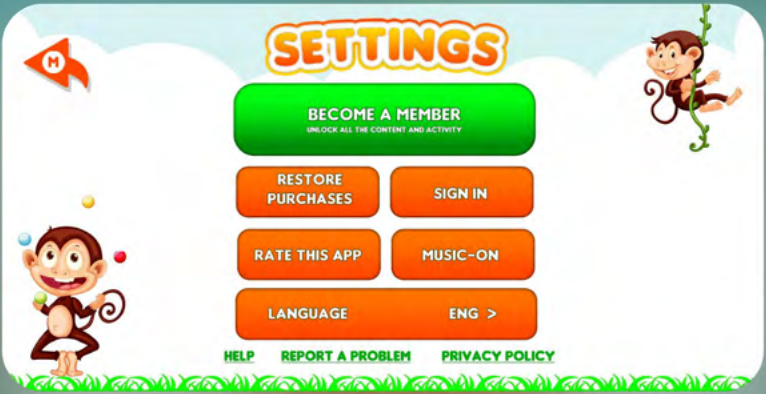 SETTINGS
M
BECOME A MEMBER
UNLOCK ALL THE CONTENT AND ACTIVITY
RESTORE
PURCHASES
SIGN IN
RATE THIS APP
MUSIC-ON
LANGUAGE ENG >
HELP REPORT A PROBLEM PRIVACY POLICY